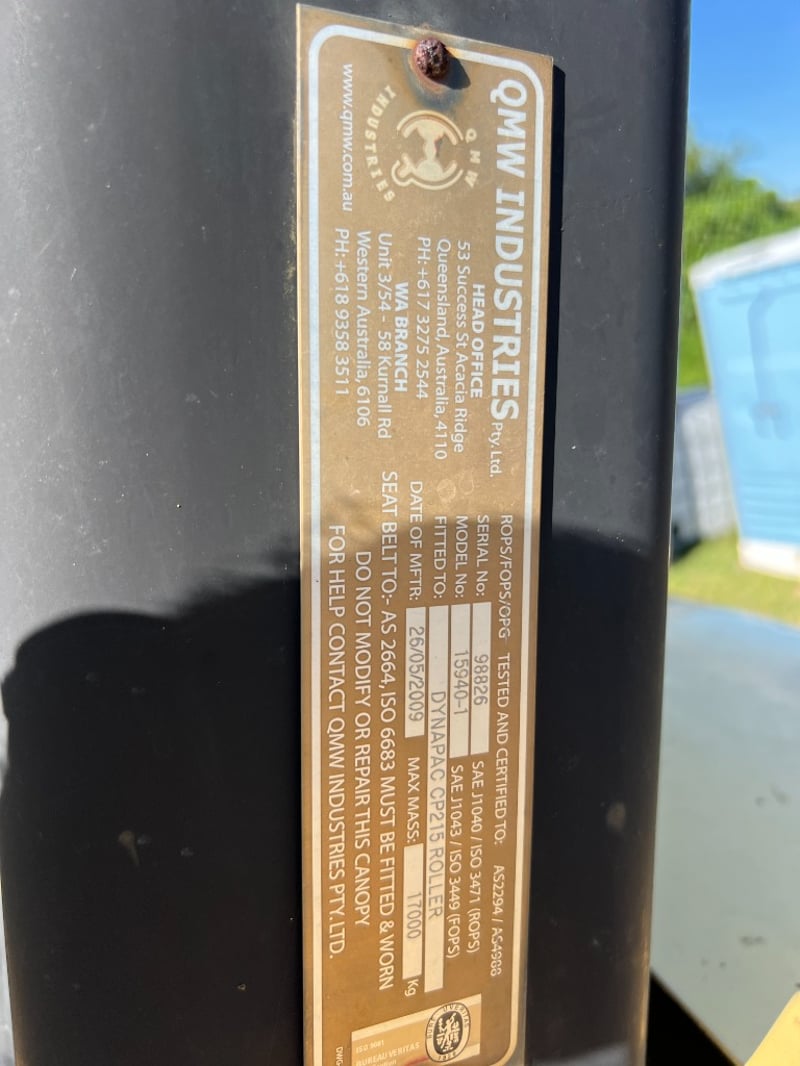 QMW INDUSTRIES Pty. Ltd.
HEAD OFFICE
53 Success St Acacia Ridge
Queensland, Australia, 4110
PH: +617 3275 2544
WA BRANCH
Unit 3/54 - 58 Kurnall Rd
Western Australia, 6106
PH: +618 9358 3511
QMW
INDUSTRIES
www.qmw.com.au
ROPS/FOPS/OPG TESTED AND CERTIFIED TO: AS2294 / AS4988
SERIAL No: 98826 SAE J1040 / ISO 3471 (ROPS)
MODEL No: 15940-1 SAE J1043 / ISO 3449 (FOPS)
FITTED TO: DYNAPAC CP215 ROLLER
DATE OF MFTR: 26/05/2009 MAX MASS: 17000 Kg
SEAT BELT TO:- AS 2664, ISO 6683 MUST BE FITTED & WORN
DO NOT MODIFY OR REPAIR THIS CANOPY
FOR HELP CONTACT QMW INDUSTRIES PTY. LTD.
ISO 9001
BUREAU VERITAS
DWG